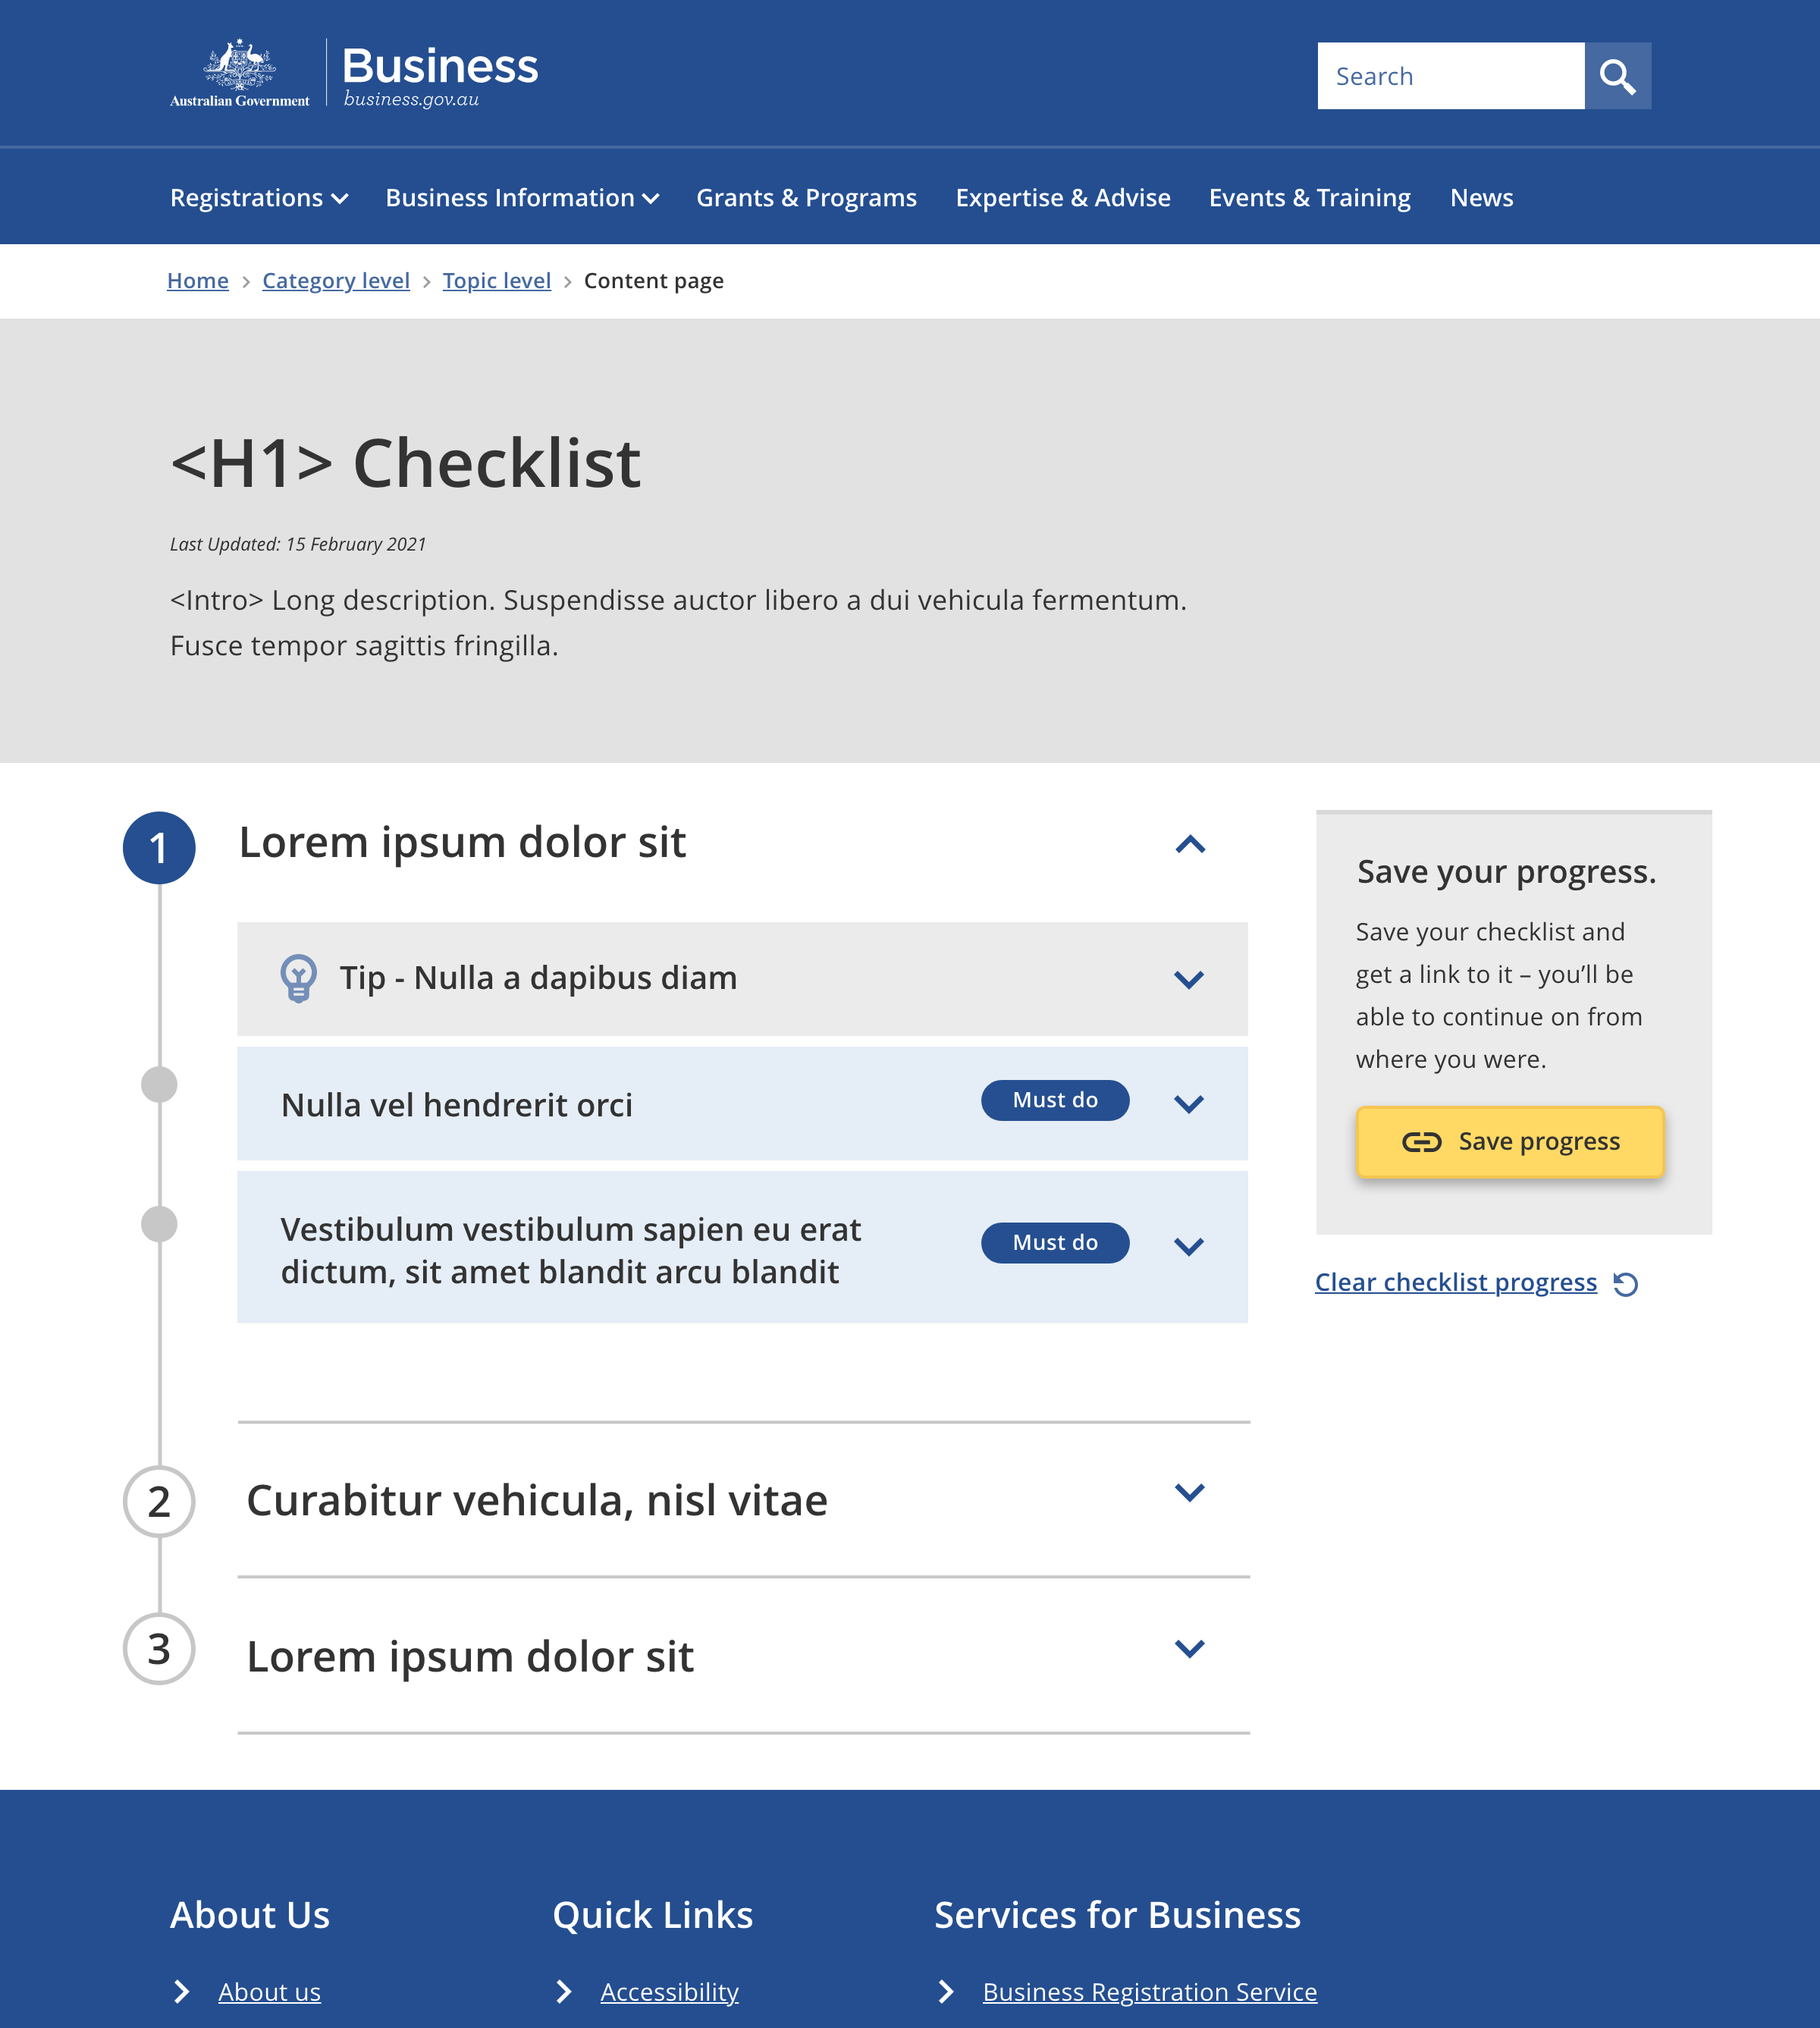 Australian Government
Business
business.gov.au
Search
Registrations Business Information Grants & Programs Expertise & Advise Events & Training News
Home > Category level > Topic level > Content page
<H1> Checklist
Last Updated: 15 February 2021
<Intro> Long description. Suspendisse auctor libero a dui vehicula fermentum.
Fusce tempor sagittis fringilla.
1 Lorem ipsum dolor sit
Tip - Nulla a dapibus diam
Nulla vel hendrerit orci Must do
Vestibulum vestibulum sapien eu erat
dictum, sit amet blandit arcu blandit
Must do
2 Curabitur vehicula, nisl vitae
3 Lorem ipsum dolor sit
Save your progress.
Save your checklist and
get a link to it – you’ll be
able to continue on from
where you were.
Save progress
Clear checklist progress
About Us
About us
Quick Links
Accessibility
Services for Business
Business Registration Service